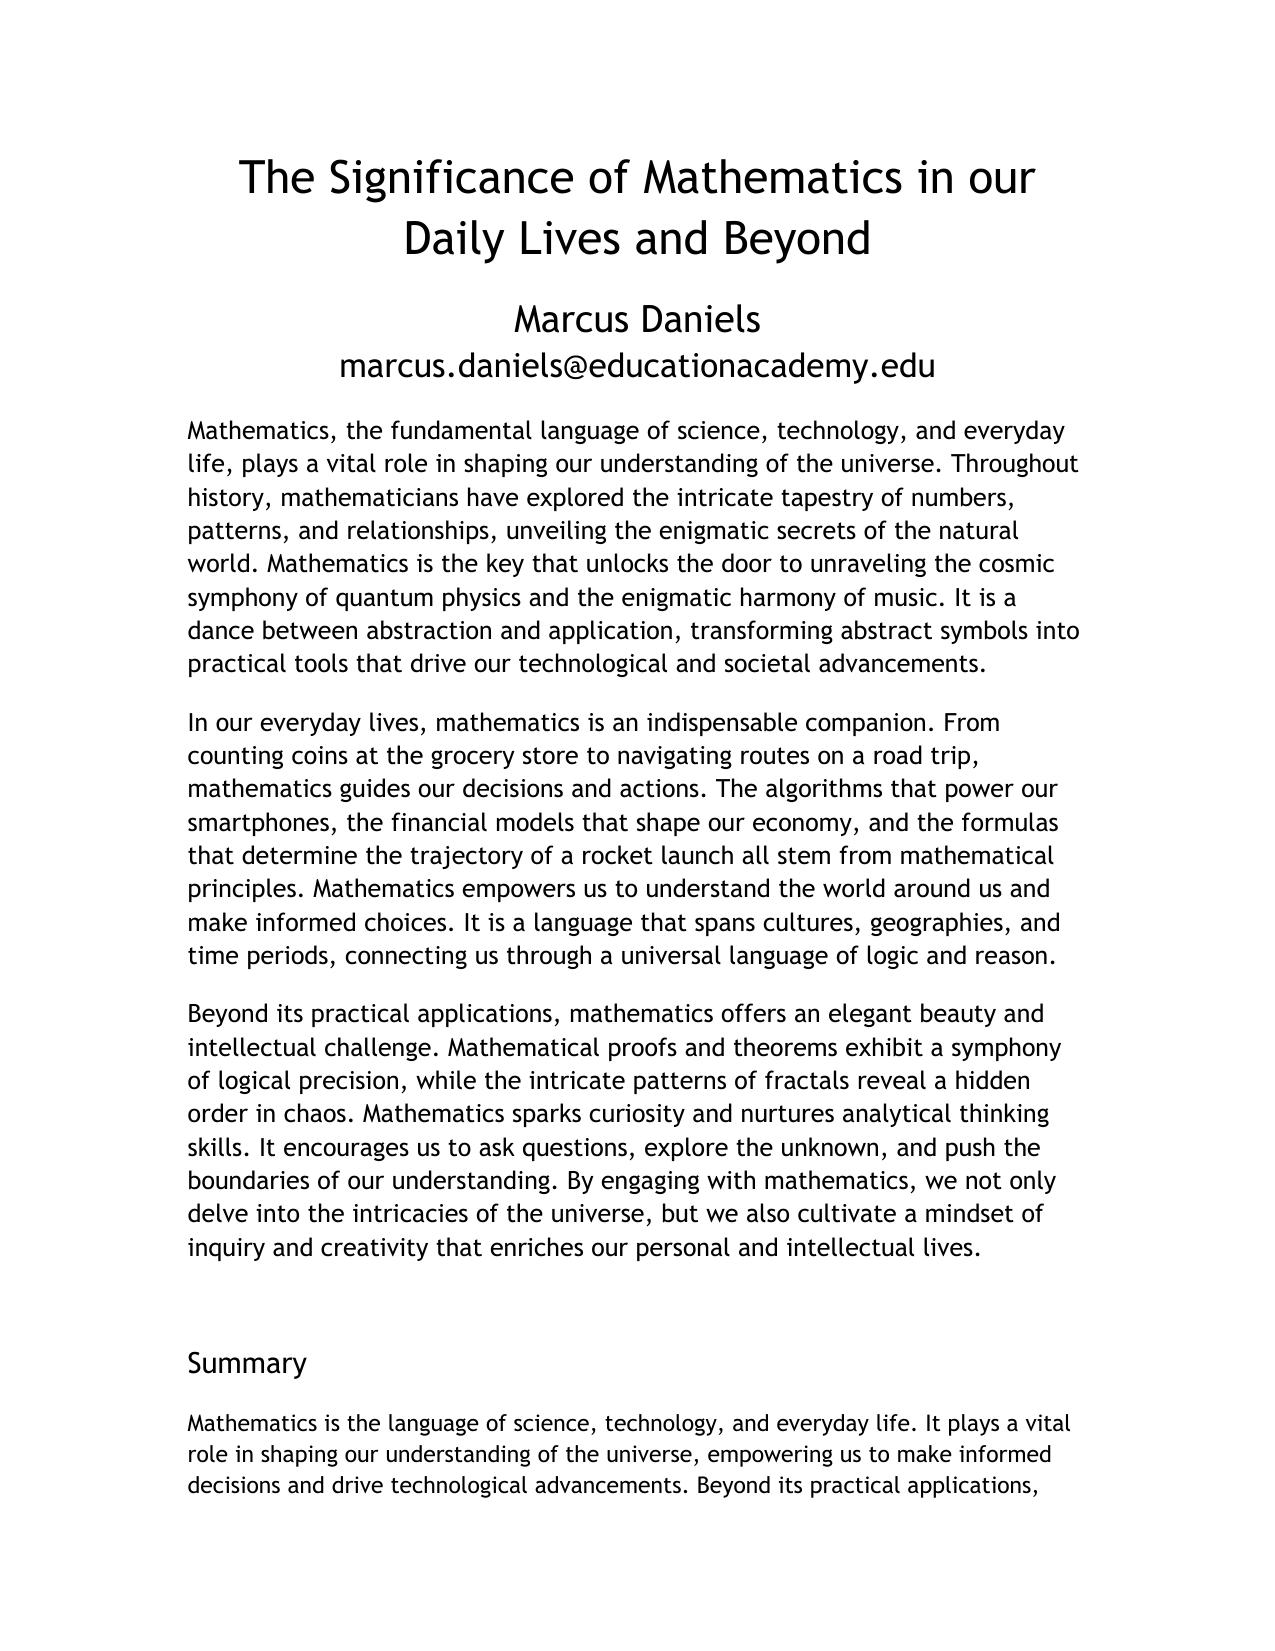 The Significance of Mathematics in our
Daily Lives and Beyond
Marcus Daniels
marcus.daniels@educationacademy.edu
Mathematics, the fundamental language of science, technology, and everyday
life, plays a vital role in shaping our understanding of the universe. Throughout
history, mathematicians have explored the intricate tapestry of numbers,
patterns, and relationships, unveiling the enigmatic secrets of the natural
world. Mathematics is the key that unlocks the door to unraveling the cosmic
symphony of quantum physics and the enigmatic harmony of music. It is a
dance between abstraction and application, transforming abstract symbols into
practical tools that drive our technological and societal advancements.
In our everyday lives, mathematics is an indispensable companion. From
counting coins at the grocery store to navigating routes on a road trip,
mathematics guides our decisions and actions. The algorithms that power our
smartphones, the financial models that shape our economy, and the formulas
that determine the trajectory of a rocket launch all stem from mathematical
principles. Mathematics empowers us to understand the world around us and
make informed choices. It is a language that spans cultures, geographies, and
time periods, connecting us through a universal language of logic and reason.
Beyond its practical applications, mathematics offers an elegant beauty and
intellectual challenge. Mathematical proofs and theorems exhibit a symphony
of logical precision, while the intricate patterns of fractals reveal a hidden
order in chaos. Mathematics sparks curiosity and nurtures analytical thinking
skills. It encourages us to ask questions, explore the unknown, and push the
boundaries of our understanding. By engaging with mathematics, we not only
delve into the intricacies of the universe, but we also cultivate a mindset of
inquiry and creativity that enriches our personal and intellectual lives.
Summary
Mathematics is the language of science, technology, and everyday life. It plays a vital
role in shaping our understanding of the universe, empowering us to make informed
decisions and drive technological advancements. Beyond its practical applications,